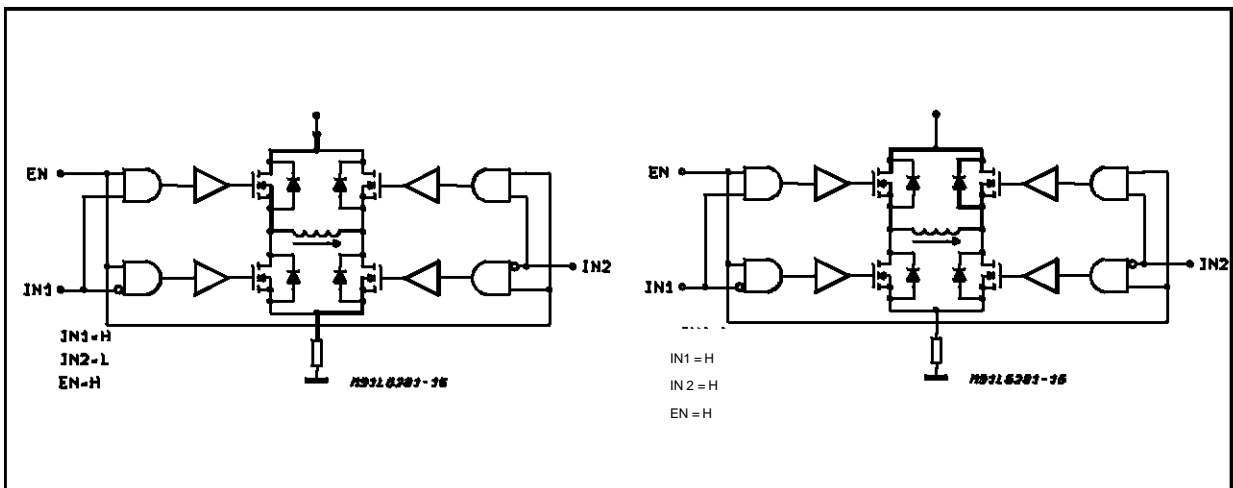 EN
IN1
IN2
IN1=H
IN2=L
EN=H
EN
IN1
IN2
IN1 = H
IN 2 = H
EN = H